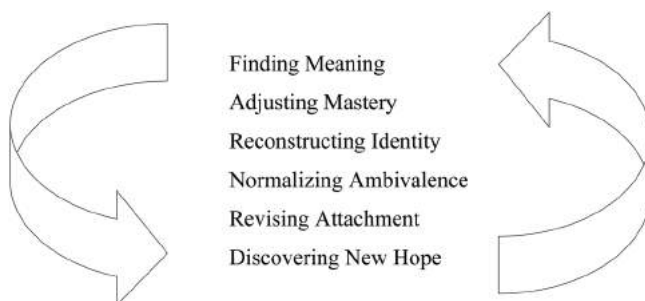 Finding Meaning
Adjusting Mastery
Reconstructing Identity
Normalizing Ambivalence
Revising Attachment
Discovering New Hope